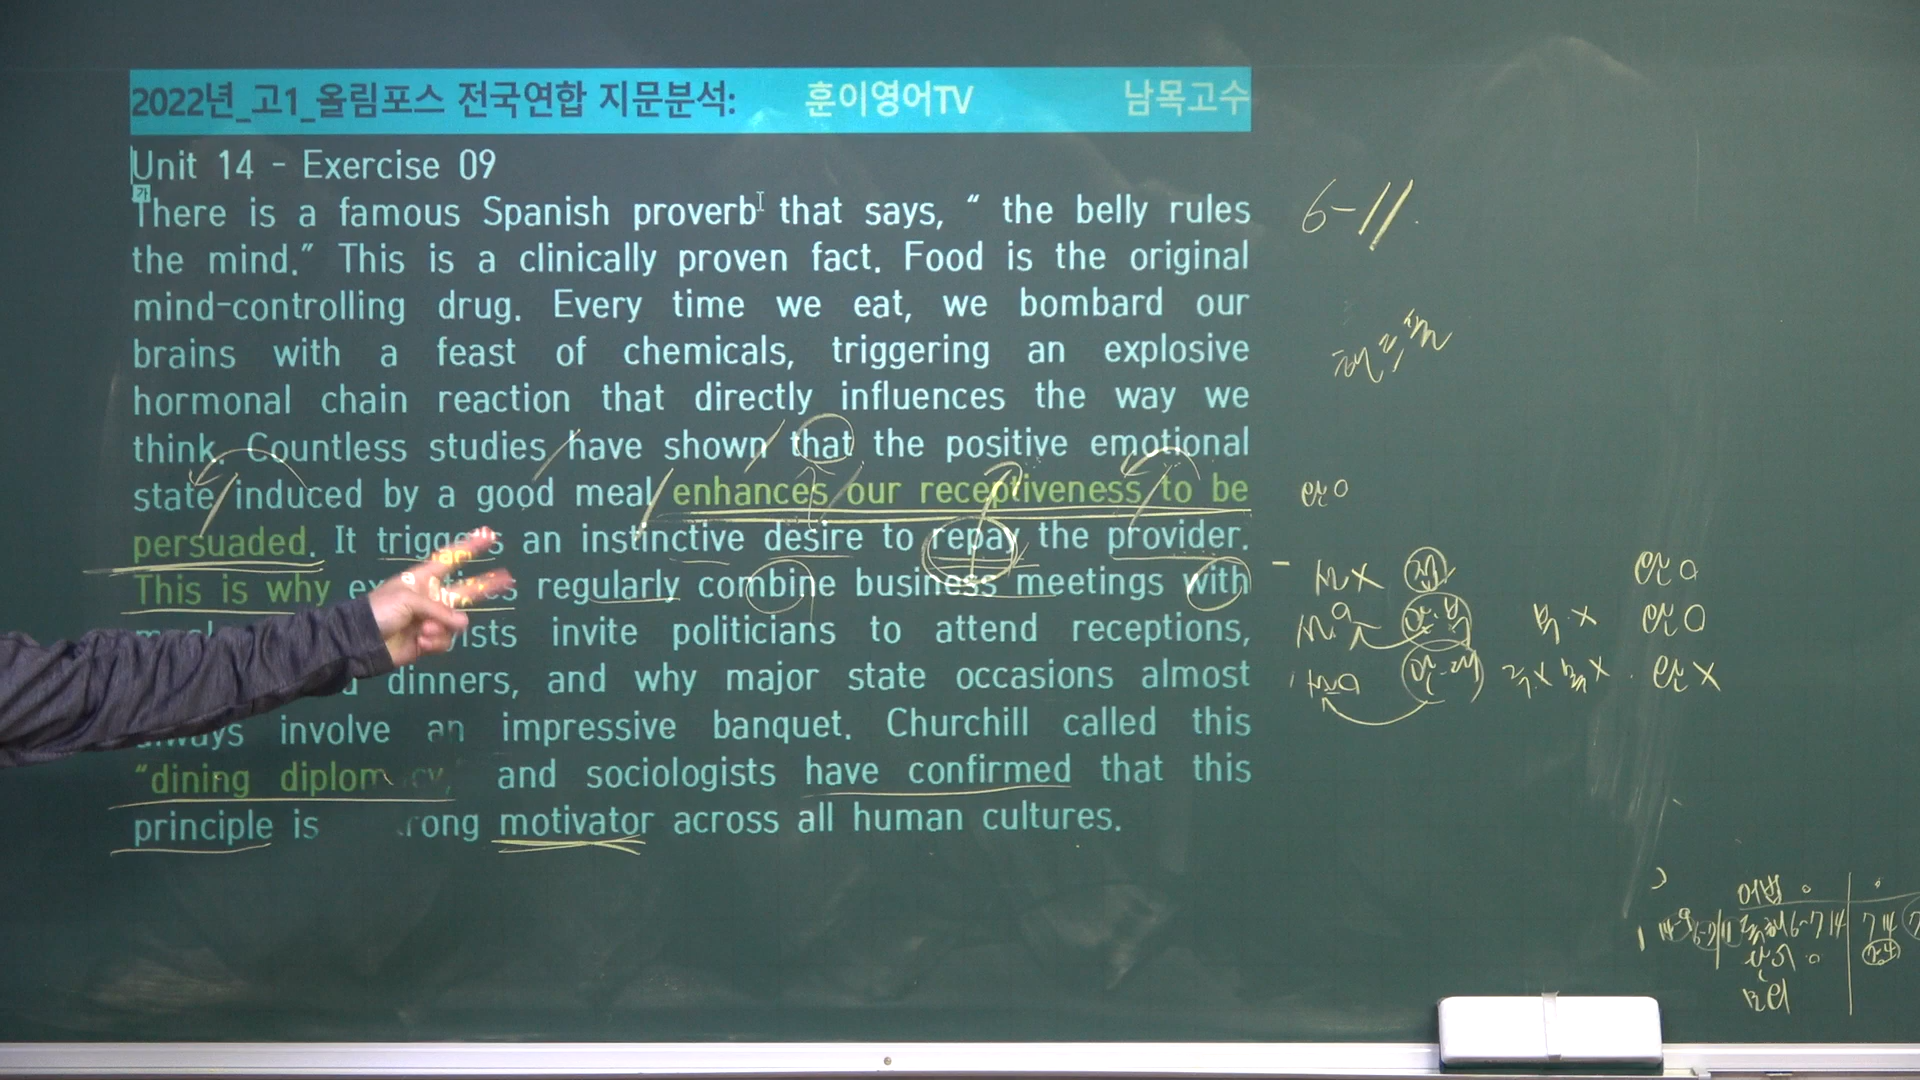 2022년_고1_올림포스 전국연합 지문분석: 훈이영어TV 남목고수
Unit 14 - Exercise 09
There is a famous Spanish proverb that says, “ the belly rules
the mind.” This is a clinically proven fact. Food is the original
mind-controlling drug. Every time we eat, we bombard our
brains with a feast of chemicals, triggering an explosive
hormonal chain reaction that directly influences the way we
think. Countless studies have shown that the positive emotional
state induced by a good meal enhances our receptiveness to be
persuaded. It triggers an instinctive desire to repay the provider.
This is why regularly combine business meetings with
invite politicians to attend receptions,
dinners, and why major state occasions almost
always involve an impressive banquet. Churchill called this
“dining and sociologists have confirmed that this
principle is motivator across all human cultures.
6-11.
완 O
어법